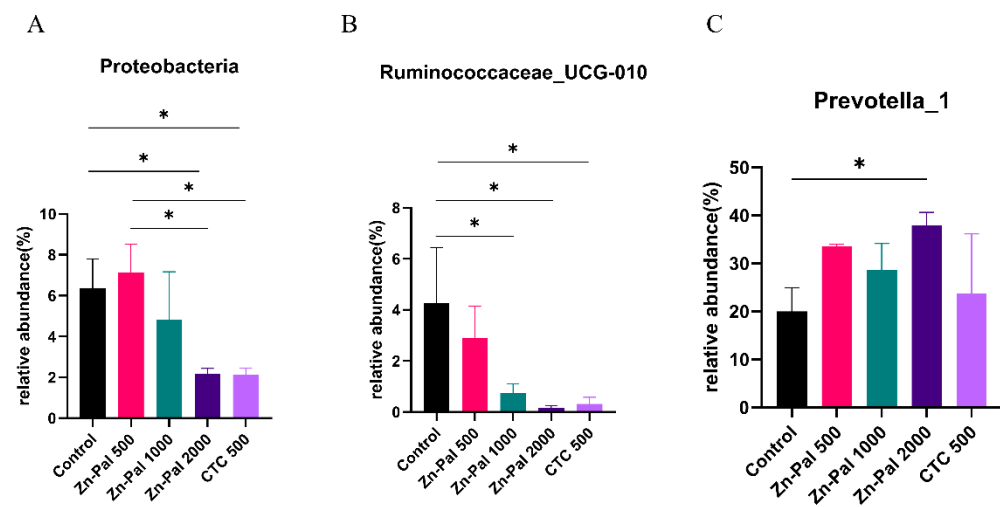 A
Proteobacteria
*
*
*
*
relative abundance(%)
10
8
6
4
2
0
Control
Zn-Pal 500
Zn-Pal 1000
Zn-Pal 2000
CTC 500
B
Ruminococcaceae_UCG-010
*
*
*
relative abundance(%)
8
6
4
2
0
Control
Zn-Pal 500
Zn-Pal 1000
Zn-Pal 2000
CTC 500
C
Prevotella_1
*
relative abundance(%)
50
40
30
20
10
0
Control
Zn-Pal 500
Zn-Pal 1000
Zn-Pal 2000
CTC 500